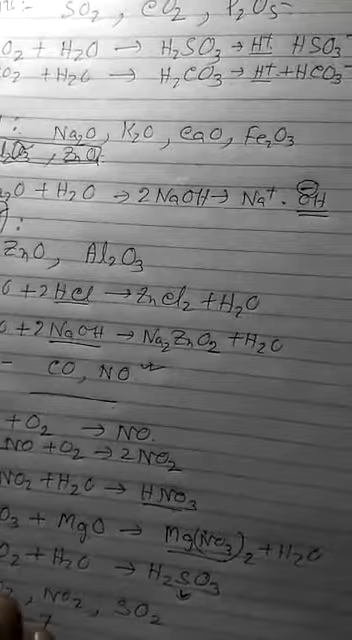 SO₂, CO₂, P₂O₅
O₂ + H₂O → H₂SO₃ → H⁺ HSO₃⁻
O₂ + H₂O → H₂CO₃ → H⁺ + HCO₃⁻
: Na₂O, K₂O, CaO, Fe₂O₃
, ZnO
₂O + H₂O → 2NaOH → Na⁺ · OH
:
ZnO, Al₂O₃
O + 2HCl → ZnCl₂ + H₂O
O + 2NaOH → Na₂ZnO₂ + H₂O
– CO, NO
+ O₂ → NO.
NO + O₂ → 2NO₂
NO₂ + H₂O → HNO₃
O₃ + MgO → Mg(NO₃)₂ + H₂O
O₂ + H₂O → H₂SO₃
, NO₂, SO₂